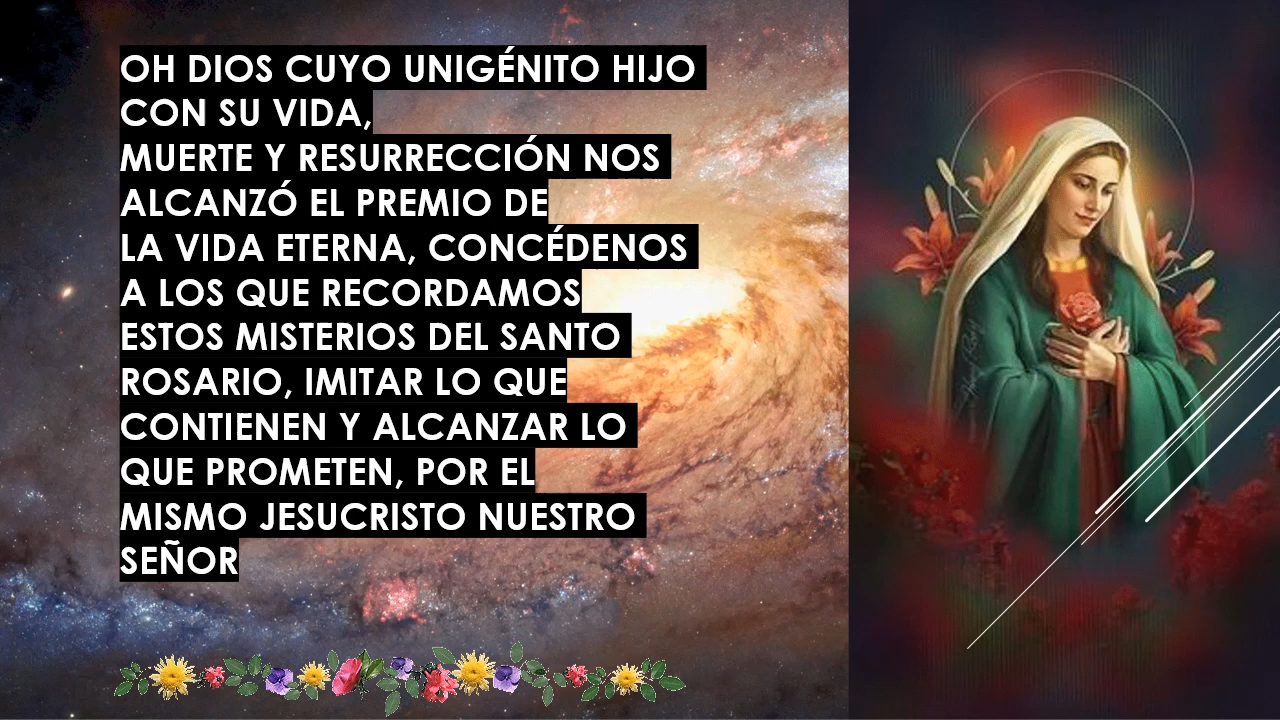 OH DIOS CUYO UNIGÉNITO HIJO
CON SU VIDA,
MUERTE Y RESURRECCIÓN NOS
ALCANZÓ EL PREMIO DE
LA VIDA ETERNA, CONCÉDENOS
A LOS QUE RECORDAMOS
ESTOS MISTERIOS DEL SANTO
ROSARIO, IMITAR LO QUE
CONTIENEN Y ALCANZAR LO
QUE PROMETEN, POR EL
MISMO JESUCRISTO NUESTRO
SEÑOR